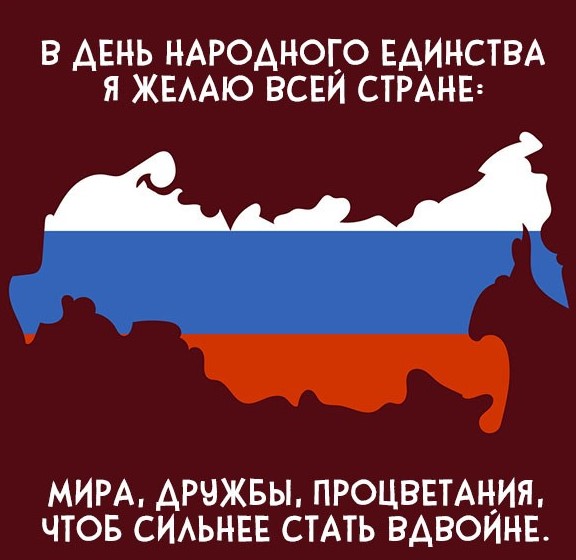 В ДЕНЬ НАРОДНОГО ЕДИНСТВА
Я ЖЕЛАЮ ВСЕЙ СТРАНЕ:
МИРА, ДРУЖБЫ, ПРОЦВЕТАНИЯ,
ЧТОБ СИЛЬНЕЕ СТАТЬ ВДВОЙНЕ.